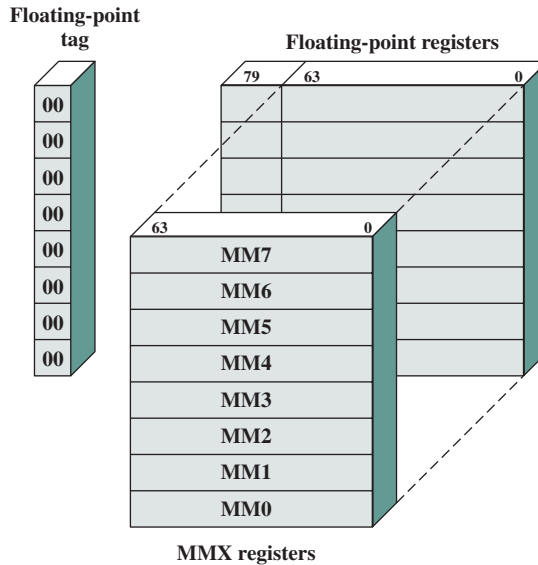 Floating-point
tag
Floating-point registers
79 63 0
00
00
00
00
00
00
00
00
63 0
MM7
MM6
MM5
MM4
MM3
MM2
MM1
MM0
MMX registers